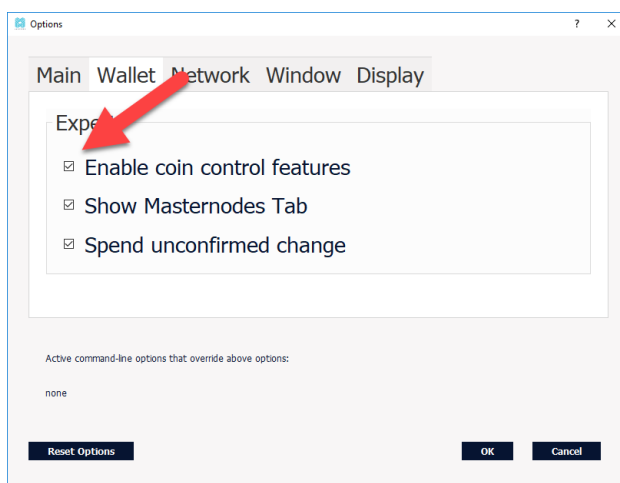 Options
Main Wallet Network Window Display
Enable coin control features
Show Masternodes Tab
Spend unconfirmed change
Active command-line options that override above options:
none
Reset Options OK Cancel